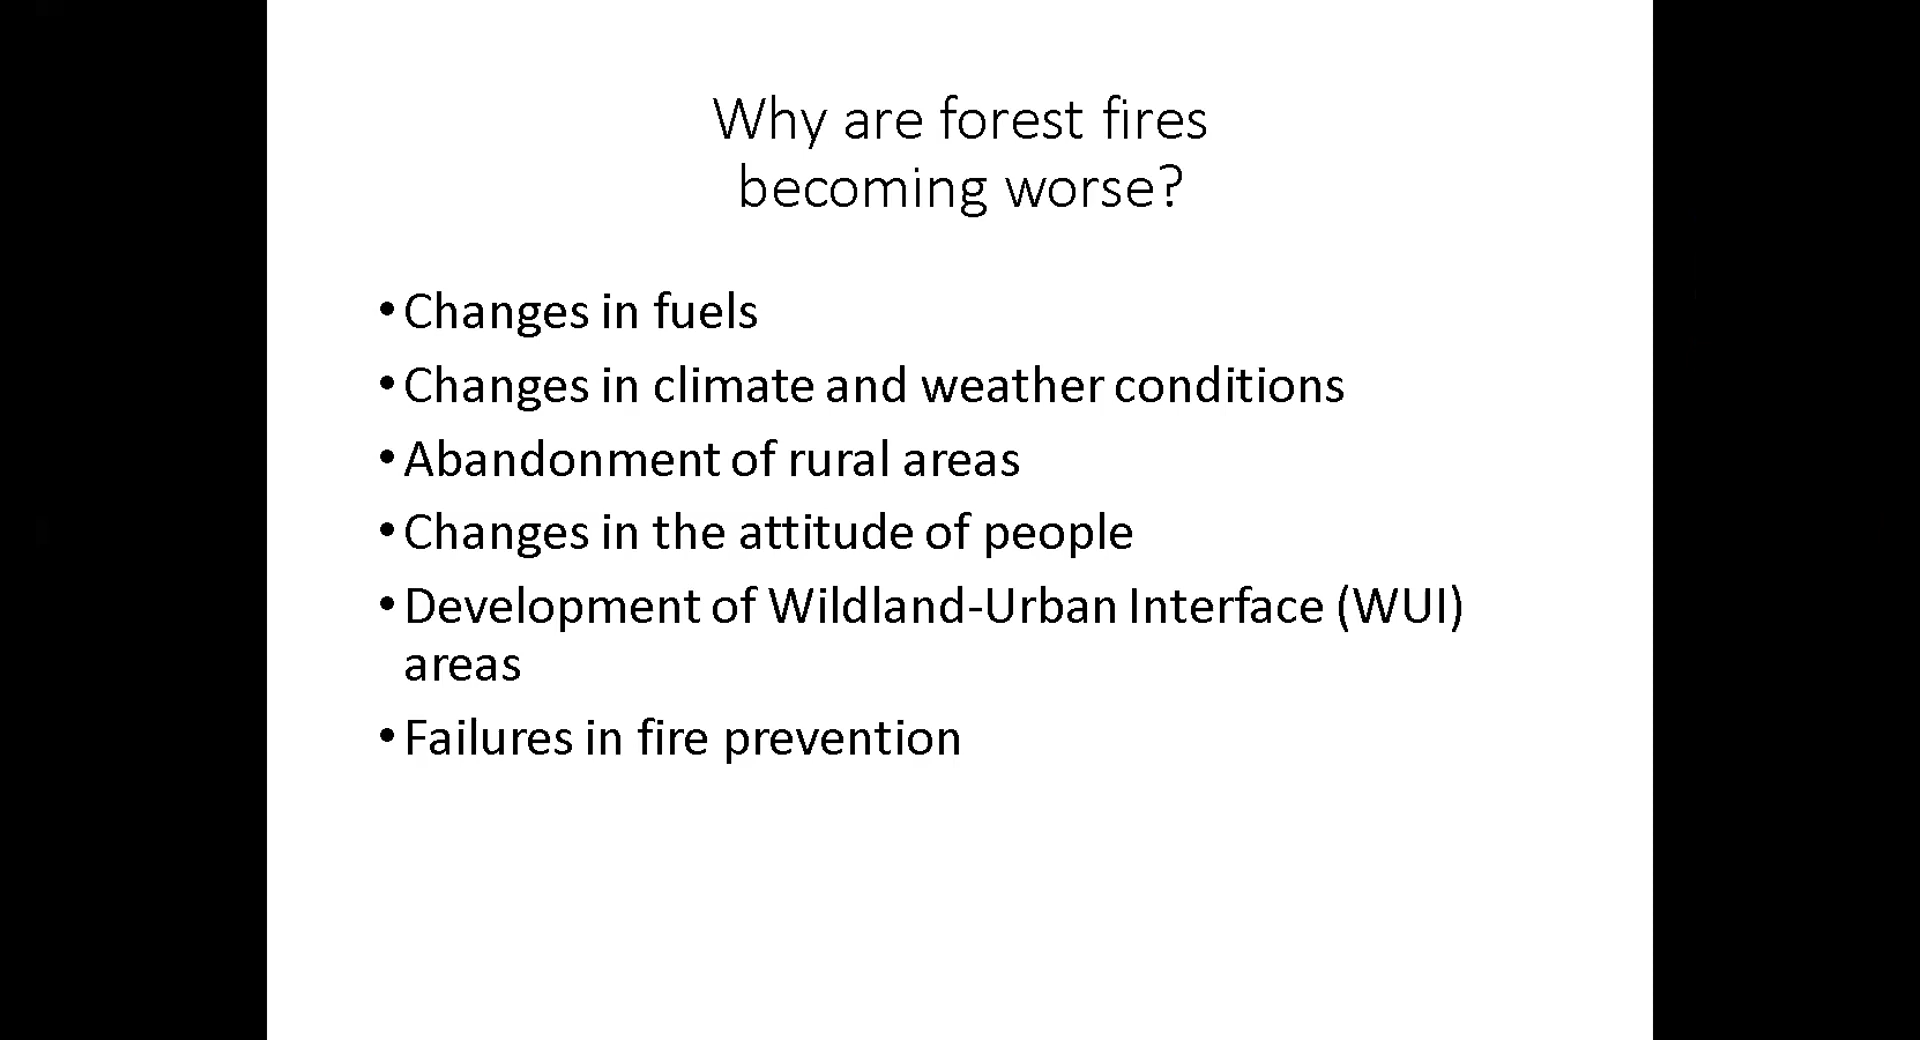 Why are forest fires
becoming worse?
•Changes in fuels
•Changes in climate and weather conditions
•Abandonment of rural areas
•Changes in the attitude of people
•Development of Wildland-Urban Interface (WUI)
areas
•Failures in fire prevention